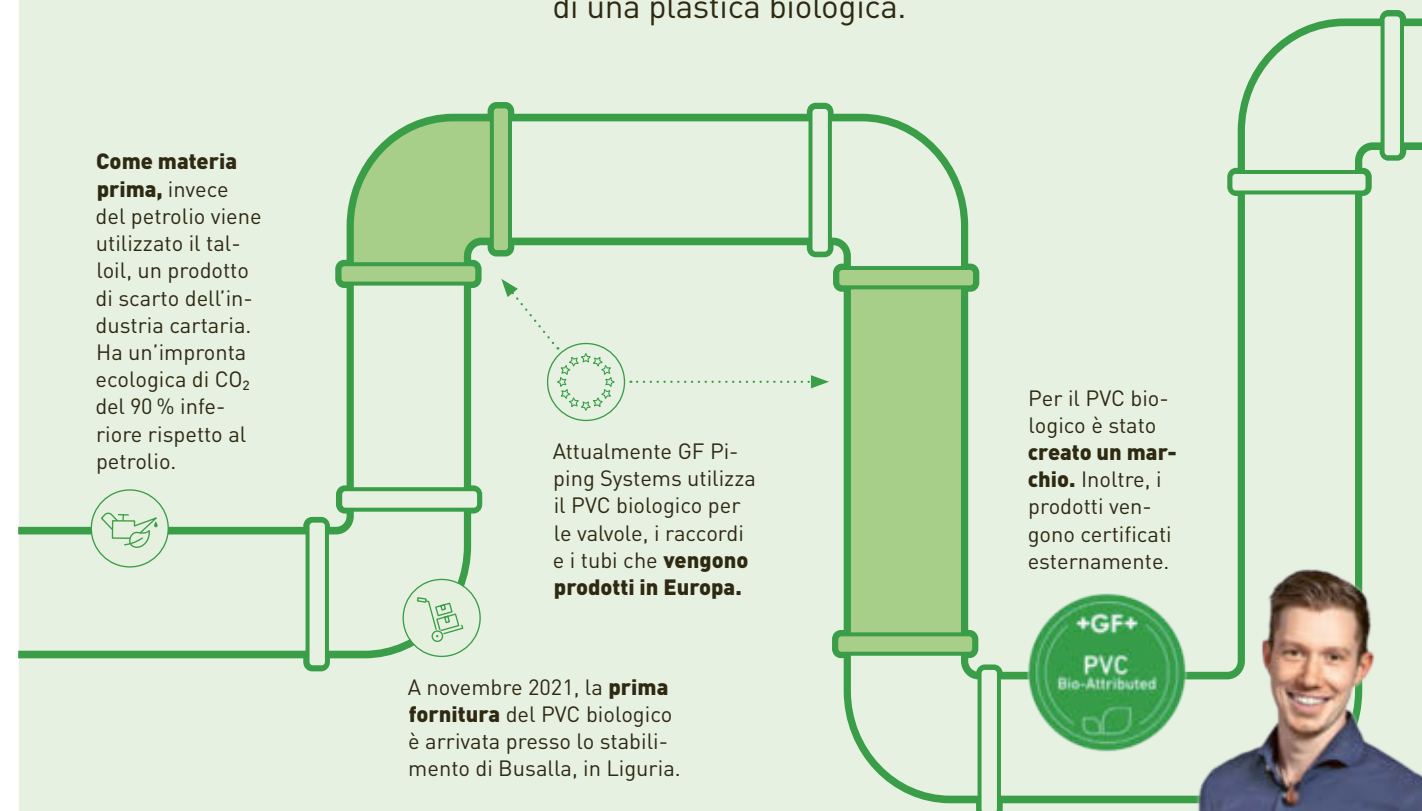 di una plastica biologica.
Come materia
prima, invece
del petrolio viene
utilizzato il tal-
loil, un prodotto
di scarto dell'in-
dustria cartaria.
Ha un'impronta
ecologica di CO₂
del 90 % infe-
riore rispetto al
petrolio.
A novembre 2021, la prima
fornitura del PVC biologico
è arrivata presso lo stabili-
mento di Busalla, in Liguria.
Attualmente GF Pi-
ping Systems utilizza
il PVC biologico per
le valvole, i raccordi
e i tubi che vengono
prodotti in Europa.
Per il PVC bio-
logico è stato
creato un mar-
chio. Inoltre, i
prodotti ven-
gono certificati
esternamente.
+GF+
PVC
Bio-Attributed